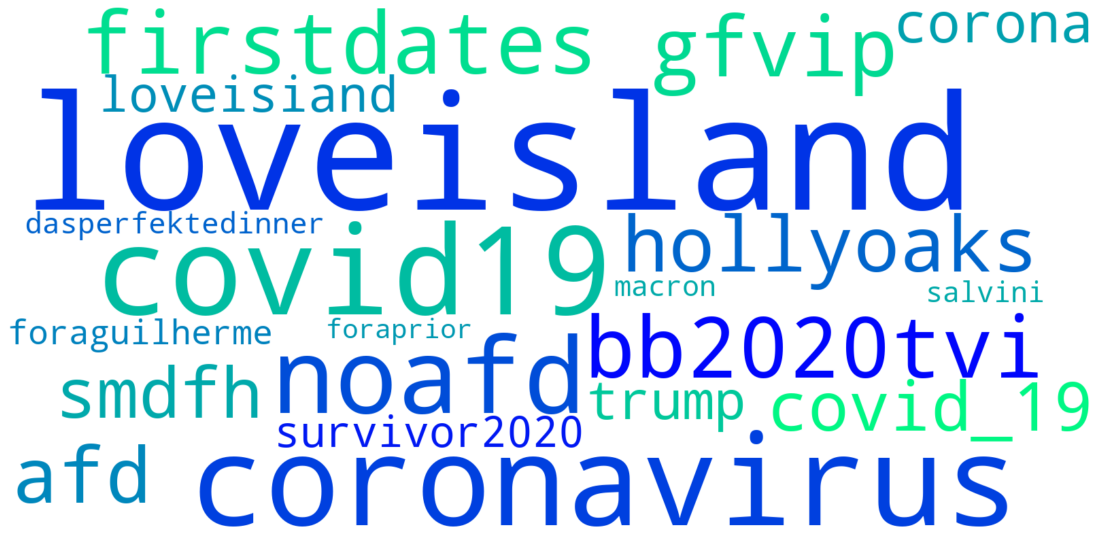 firstdates gfvip corona
loveisiand
loveisland
dasperfektedinner
covid19 hollyoaks
macron salvini
foraguilherme foraprior
noafd bb2020tvi
smdfh trump covid_19
survivor2020
afd coronavirus